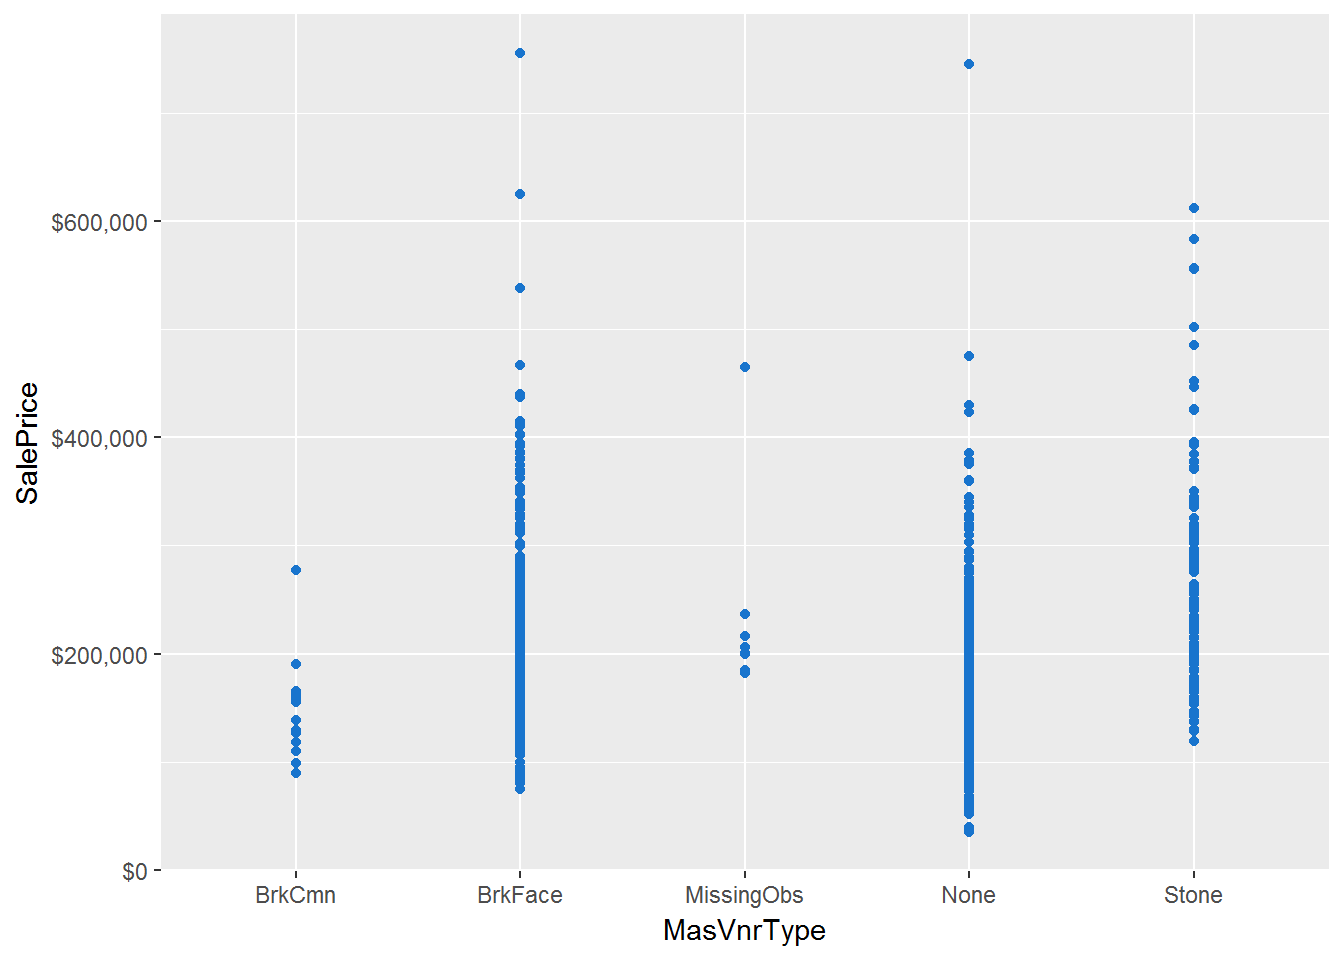 SalePrice
$600,000
$400,000
$200,000
$0
BrkCmn BrkFace MissingObs None Stone
MasVnrType